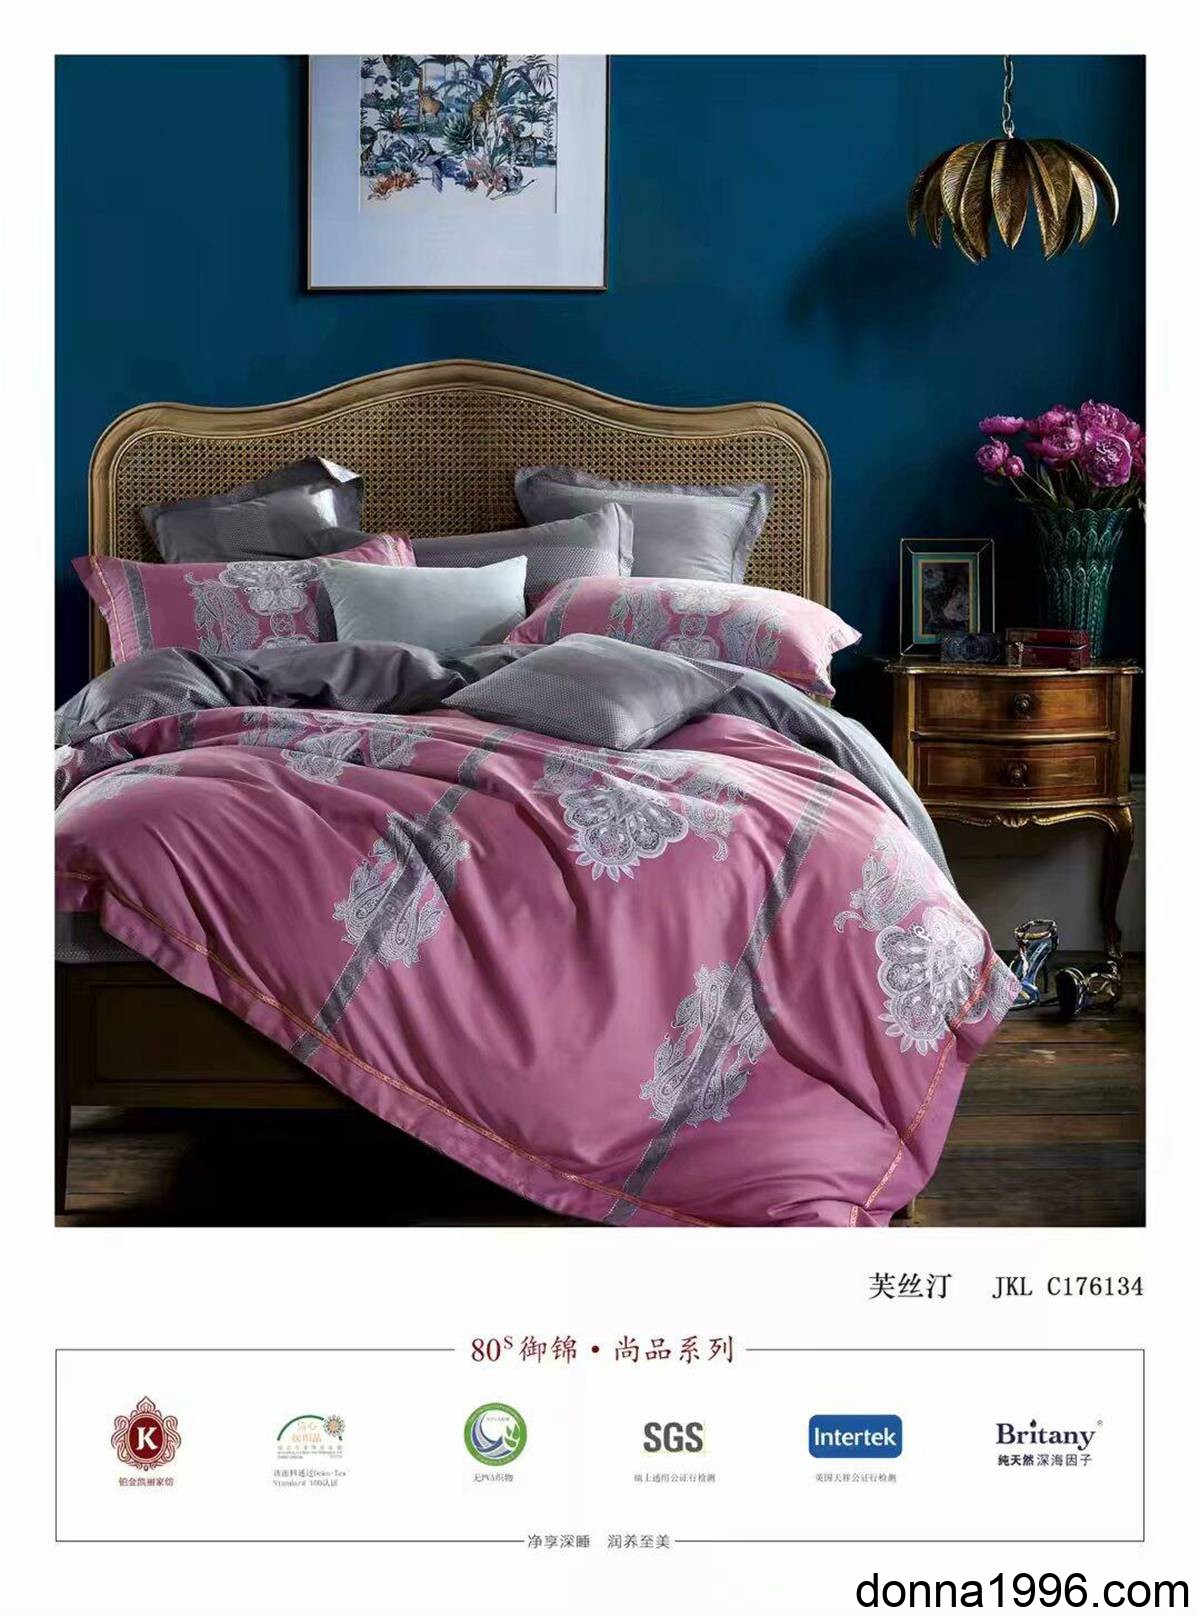 芙丝汀 JKL C176134
80S御锦·尚品系列
K
铂金凯丽家纺
信心
纺织品
该面料通过Oeko-Tex
Standard 100认证
无PVA织物
SGS
瑞士通用公证行检测
Intertek
英国天祥公证行检测
Britany®
纯天然 深海因子
净享深睡 润养至美
donna1996.com